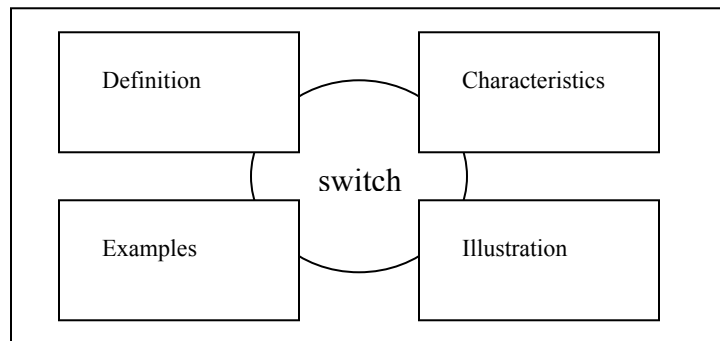 Definition
Characteristics
switch
Examples
Illustration